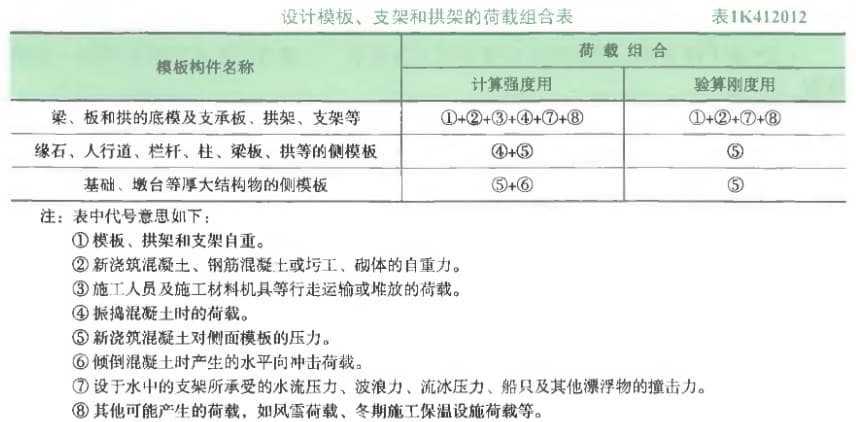 设计模板、支架和拱架的荷载组合表 表1K412012
模板构件名称 荷载组合
计算强度用 验算刚度用
梁、板和拱的底模及支承板、拱架、支架等 ①+②+③+④+⑦+⑧ ①+②+⑦+⑧
缘石、人行道、栏杆、柱、梁板、拱等的侧模板 ④+⑤ ⑤
基础、墩台等厚大结构物的侧模板 ⑤+⑥ ⑤
注：表中代号意思如下：
①模板、拱架和支架自重。
②新浇筑混凝土、钢筋混凝土或圬工、砌体的自重力。
③施工人员及施工材料机具等行走运输或堆放的荷载。
④振捣混凝土时的荷载。
⑤新浇筑混凝土对侧面模板的压力。
⑥倾倒混凝土时产生的水平向冲击荷载。
⑦设于水中的支架所承受的水流压力、波浪力、流冰压力、船只及其他漂浮物的撞击力。
⑧其他可能产生的荷载，如风雪荷载、冬期施工保温设施荷载等。